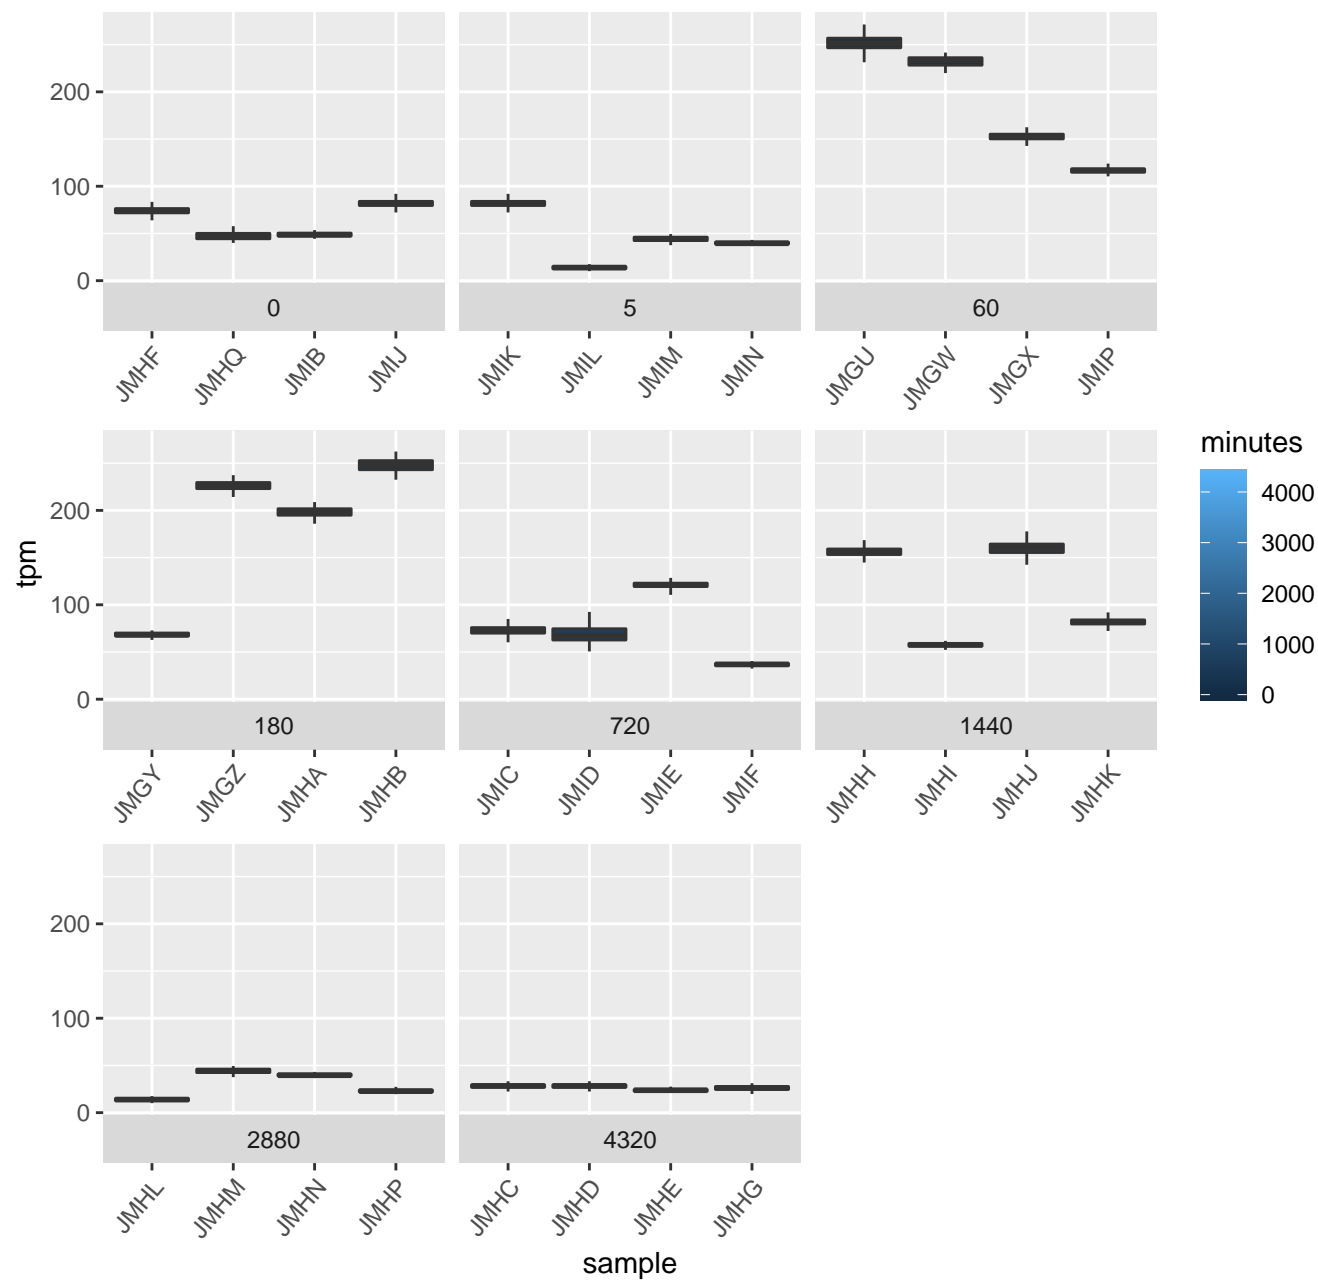 200
100
0
0
5
60
JMHF
JMHQ
JMIB
JMIJ
JMIK
JMIL
JMIM
JMIN
JMGU
JMGW
JMGX
JMIP
tpm
200
100
0
180
720
1440
JMGY
JMGZ
JMHA
JMHB
JMIC
JMID
JMIE
JMIF
JMHH
JMHI
JMHJ
JMHK
minutes
4000
3000
2000
1000
0
200
100
0
2880
4320
JMHL
JMHM
JMHN
JMHP
JMHC
JMHD
JMHE
JMHG
sample